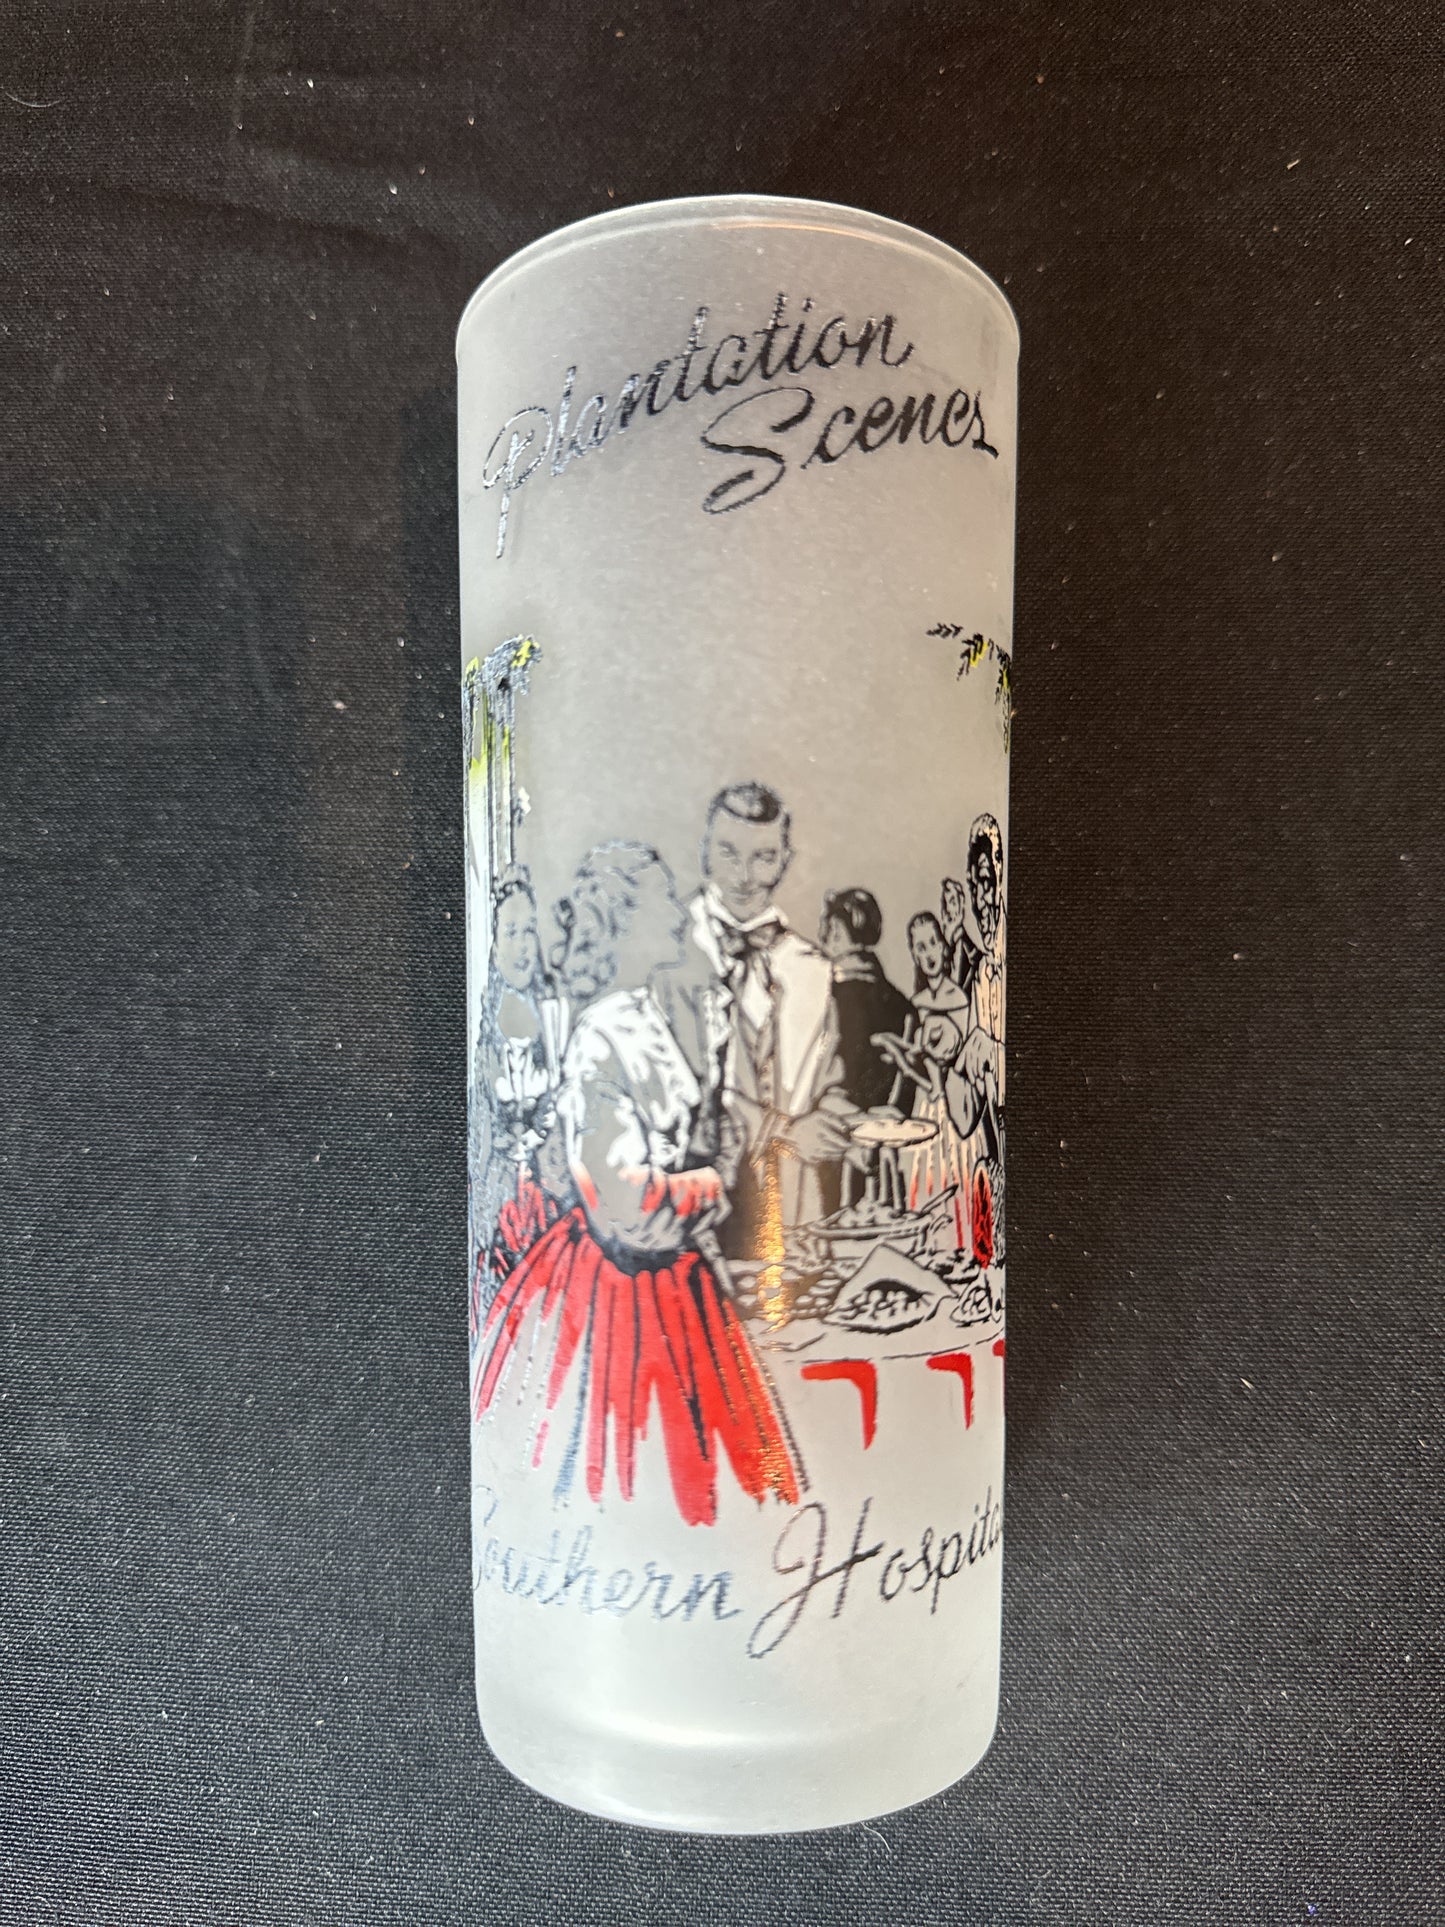 Plantation
Scenes
Southern Hospita